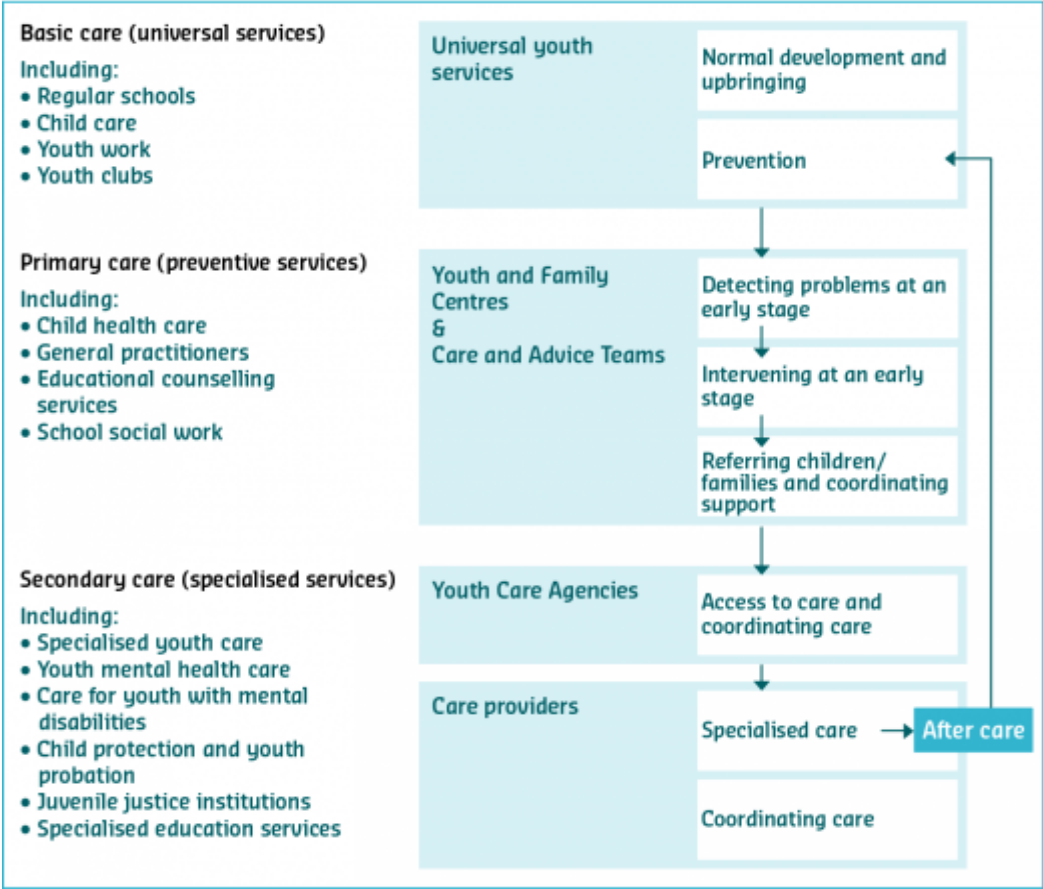 Basic care (universal services)
Including:
• Regular schools
• Child care
• Youth work
• Youth clubs
Universal youth
services
Normal development and
upbringing
Prevention
Primary care (preventive services)
Including:
• Child health care
• General practitioners
• Educational counselling
services
• School social work
Youth and Family
Centres
&
Care and Advice Teams
Detecting problems at an
early stage
Intervening at an early
stage
Referring children/
families and coordinating
support
Secondary care (specialised services)
Including:
• Specialised youth care
• Youth mental health care
• Care for youth with mental
disabilities
• Child protection and youth
probation
• Juvenile justice institutions
• Specialised education services
Youth Care Agencies
Access to care and
coordinating care
Care providers
Specialised care
After care
Coordinating care